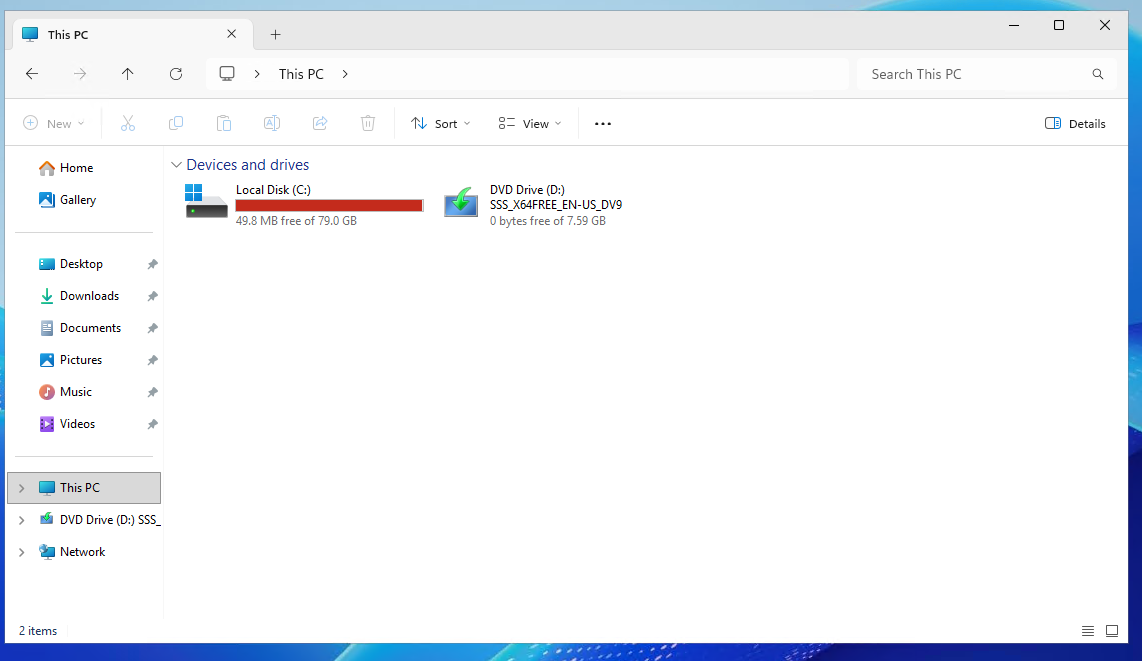 This PC
This PC
Search This PC
New
Sort
View
Details
Home
Gallery
Desktop
Downloads
Documents
Pictures
Music
Videos
This PC
DVD Drive (D:) SSS_
Network
Devices and drives
Local Disk (C:)
49.8 MB free of 79.0 GB
DVD Drive (D:)
SSS_X64FREE_EN-US_DV9
0 bytes free of 7.59 GB
2 items